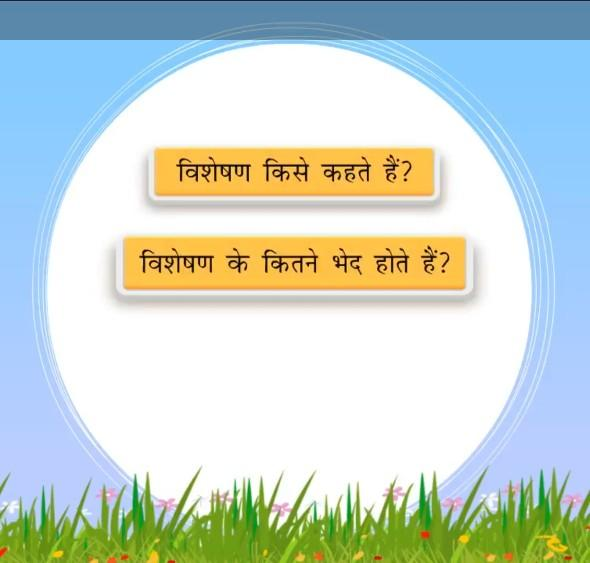 विशेषण किसे कहते हैं?
विशेषण के कितने भेद होते हैं?